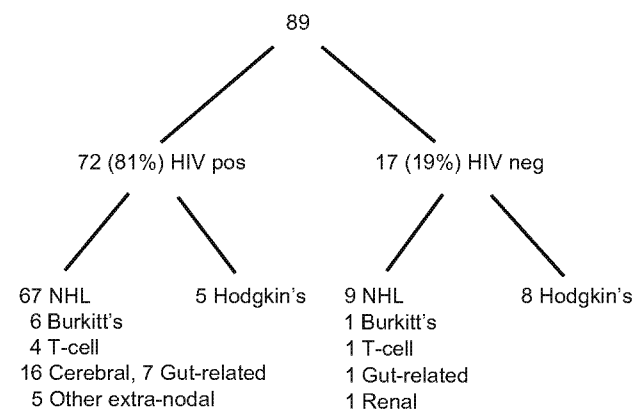 89
72 (81%) HIV pos
17 (19%) HIV neg
67 NHL
6 Burkitt's
4 T-cell
16 Cerebral, 7 Gut-related
5 Other extra-nodal
5 Hodgkin's
9 NHL
1 Burkitt's
1 T-cell
1 Gut-related
1 Renal
8 Hodgkin's